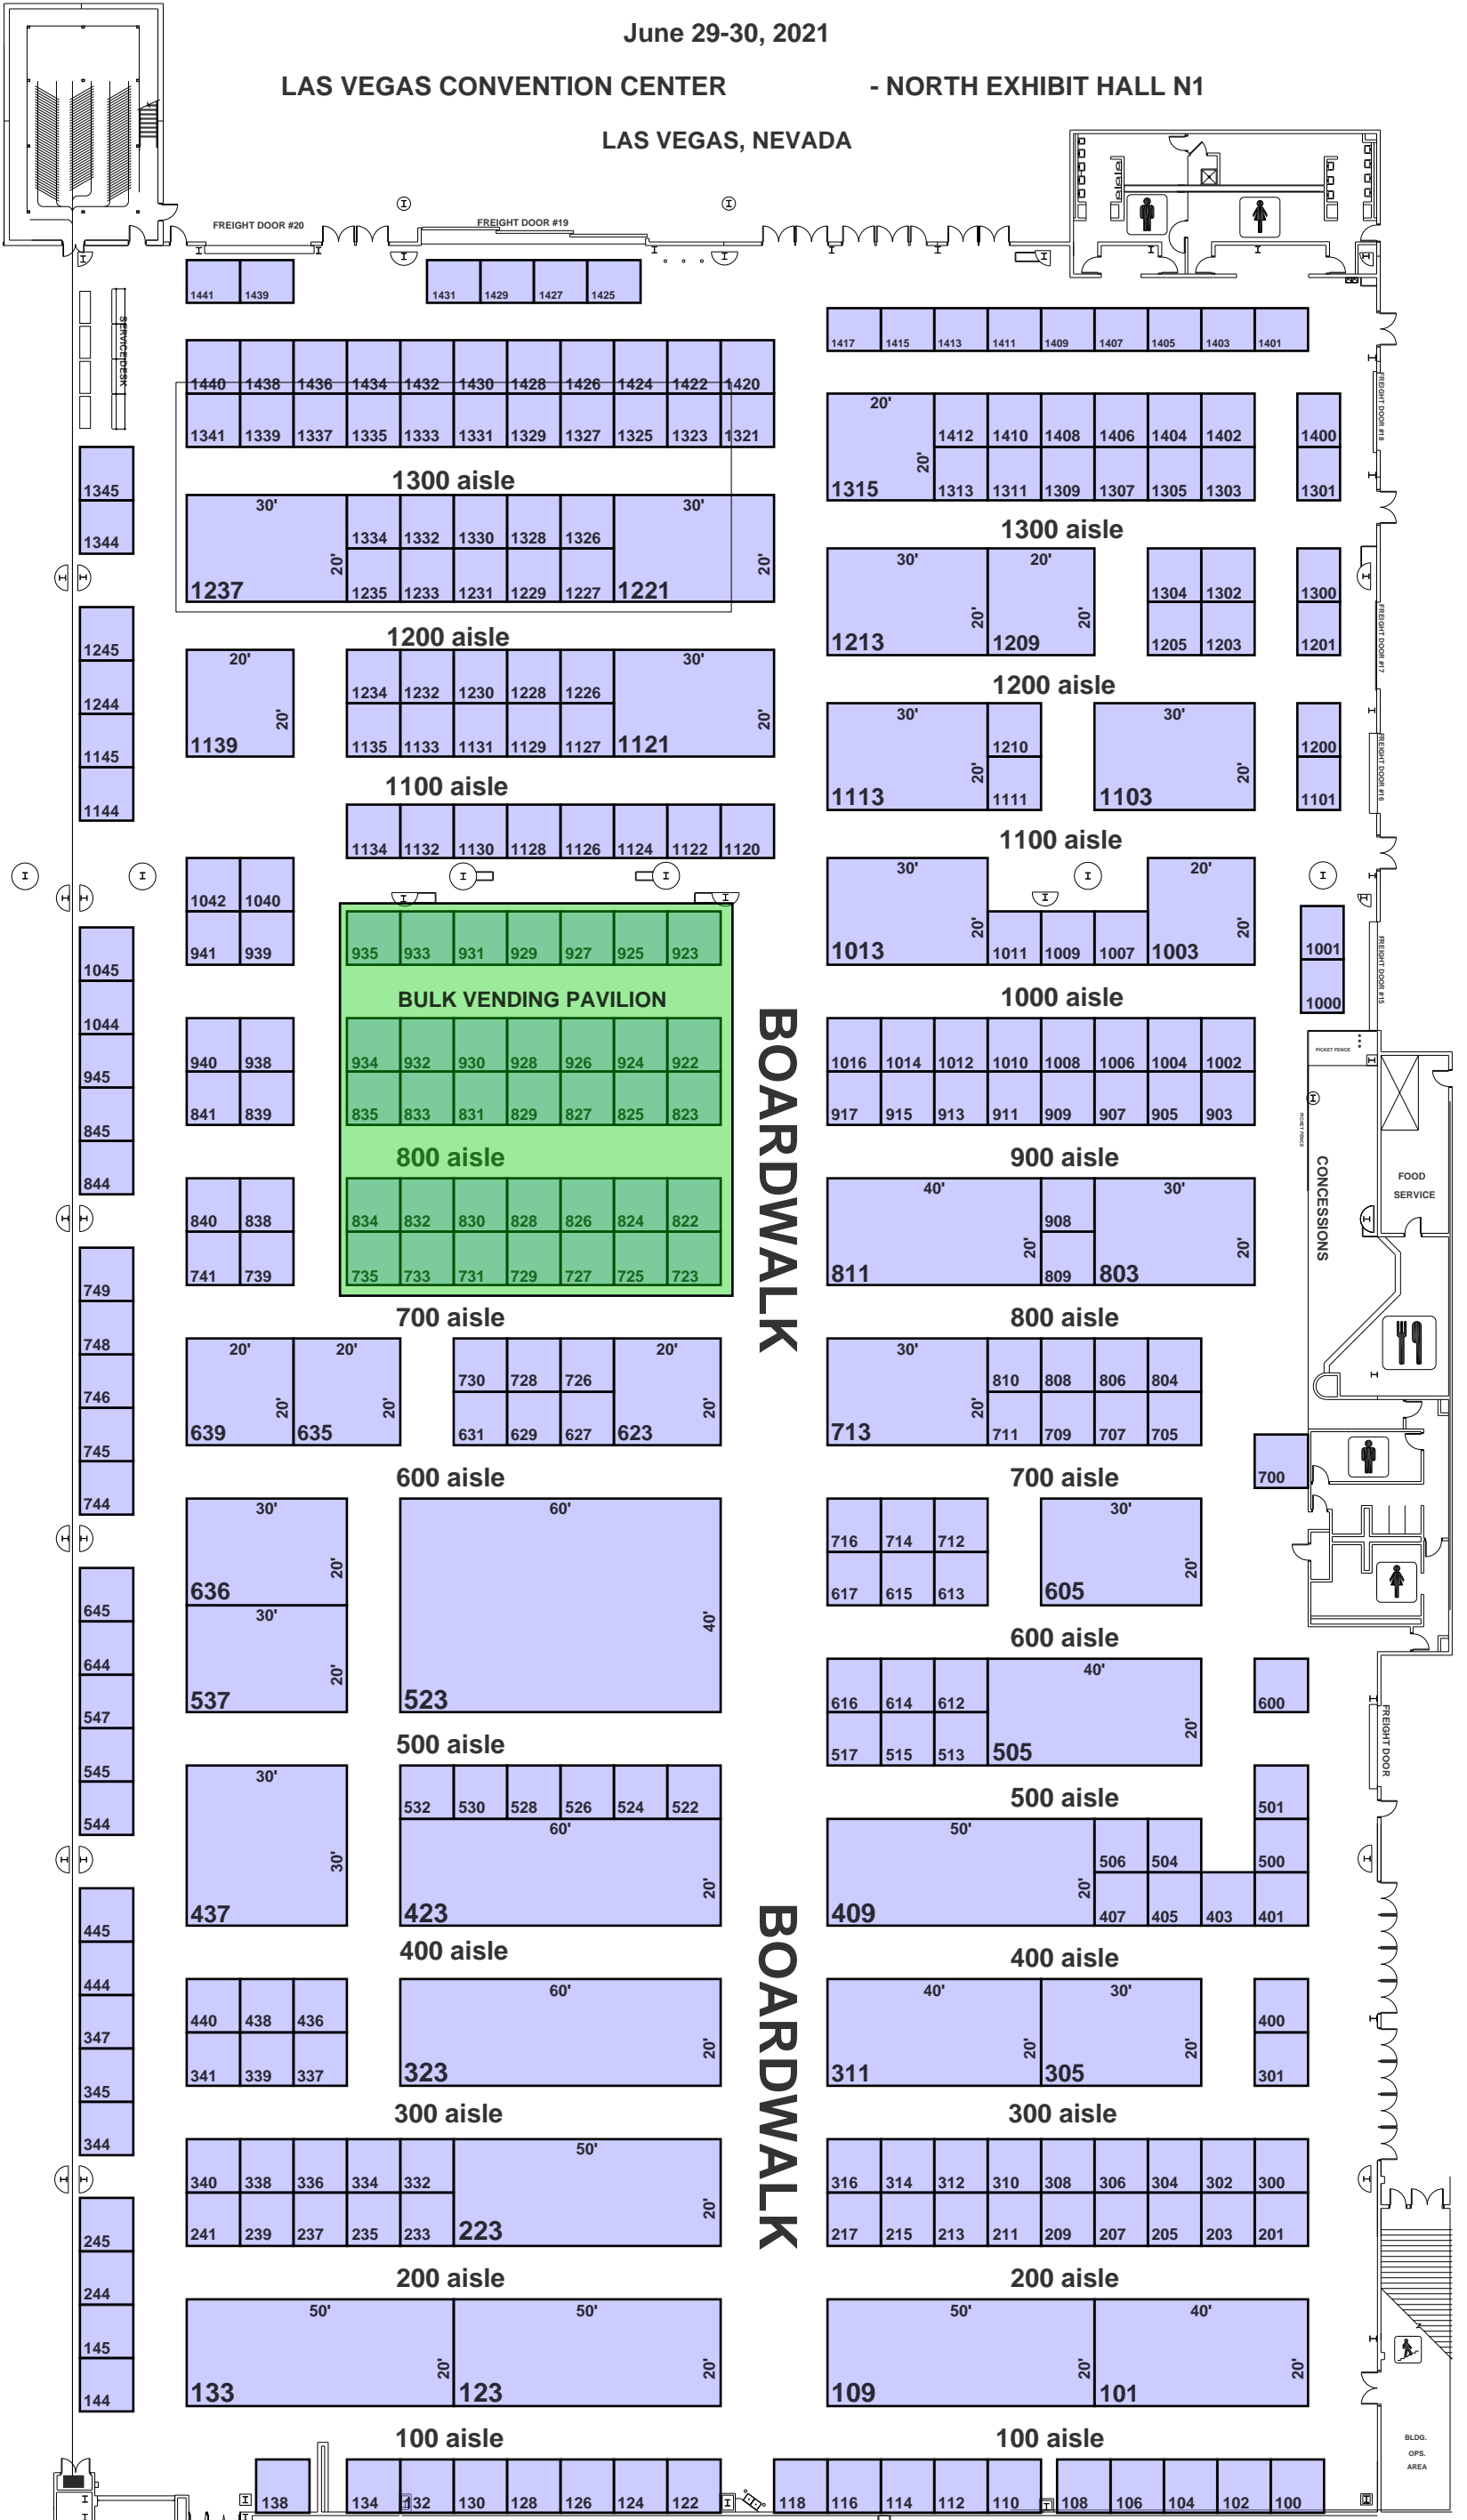 June 29-30, 2021
LAS VEGAS CONVENTION CENTER - NORTH EXHIBIT HALL N1
LAS VEGAS, NEVADA
FREIGHT DOOR #20 FREIGHT DOOR #19
1441 1439 1431 1429 1427 1425
SERVICE DESK
1417 1415 1413 1411 1409 1407 1405 1403 1401
1440 1438 1436 1434 1432 1430 1428 1426 1424 1422 1420
FREIGHT DOOR #18
1341 1339 1337 1335 1333 1331 1329 1327 1325 1323 1321
20' 1412 1410 1408 1406 1404 1402 1400
20'
1315 1313 1311 1309 1307 1305 1303 1301
1345
1344
1300 aisle
1300 aisle
30' 1334 1332 1330 1328 1326 30'
20' 20'
1237 1235 1233 1231 1229 1227 1221
30' 20' 1304 1302 1300
20' 20'
1213 1209 1205 1203 1201
FREIGHT DOOR #17
1245
1244
1145
1144
1200 aisle
1200 aisle
20' 1234 1232 1230 1228 1226 30'
20' 20'
1139 1135 1133 1131 1129 1127 1121
30' 1210 30' 1200
20' 20'
1113 1111 1103 1101
FREIGHT DOOR #16
1100 aisle
1100 aisle
1134 1132 1130 1128 1126 1124 1122 1120
1042 1040
941 939
30' 20'
20' 20'
1013 1011 1009 1007 1003
1001
1000
FREIGHT DOOR #15
935 933 931 929 927 925 923
BULK VENDING PAVILION
1000 aisle
BOARDWALK
1045
1044
945
845
844
940 938 934 932 930 928 926 924 922
841 839 835 833 831 829 827 825 823
1016 1014 1012 1010 1008 1006 1004 1002
917 915 913 911 909 907 905 903
PICKET FENCE
PICKET FENCE
CONCESSIONS
FOOD
SERVICE
800 aisle
900 aisle
840 838 834 832 830 828 826 824 822
741 739 735 733 731 729 727 725 723
40' 908 30'
20' 20'
811 809 803
749
748
746
745
744
700 aisle
800 aisle
20' 20' 730 728 726 20'
20' 20' 20'
639 635 631 629 627 623
30' 810 808 806 804
20'
713 711 709 707 705
700
600 aisle
700 aisle
30' 60'
20'
636
30' 40'
20'
537 523
716 714 712 30'
20'
617 615 613 605
645
644
547
545
544
600 aisle
616 614 612 40' 600
20'
517 515 513 505
FREIGHT DOOR
500 aisle
500 aisle
30' 532 530 528 526 524 522
60'
30' 20'
437 423
501
50' 506 504 500
20'
409 407 405 403 401
BOARDWALK
445
444
347
345
344
400 aisle
400 aisle
440 438 436 60'
20'
341 339 337 323
40' 30' 400
20' 20'
311 305 301
300 aisle
300 aisle
340 338 336 334 332 50'
20'
241 239 237 235 233 223
316 314 312 310 308 306 304 302 300
217 215 213 211 209 207 205 203 201
245
244
145
144
200 aisle
200 aisle
50' 50' 50' 40'
20' 20' 20' 20'
133 123 109 101
100 aisle
100 aisle
BLDG.
OPS.
AREA
138 134 132 130 128 126 124 122 118 116 114 112 110 108 106 104 102 100